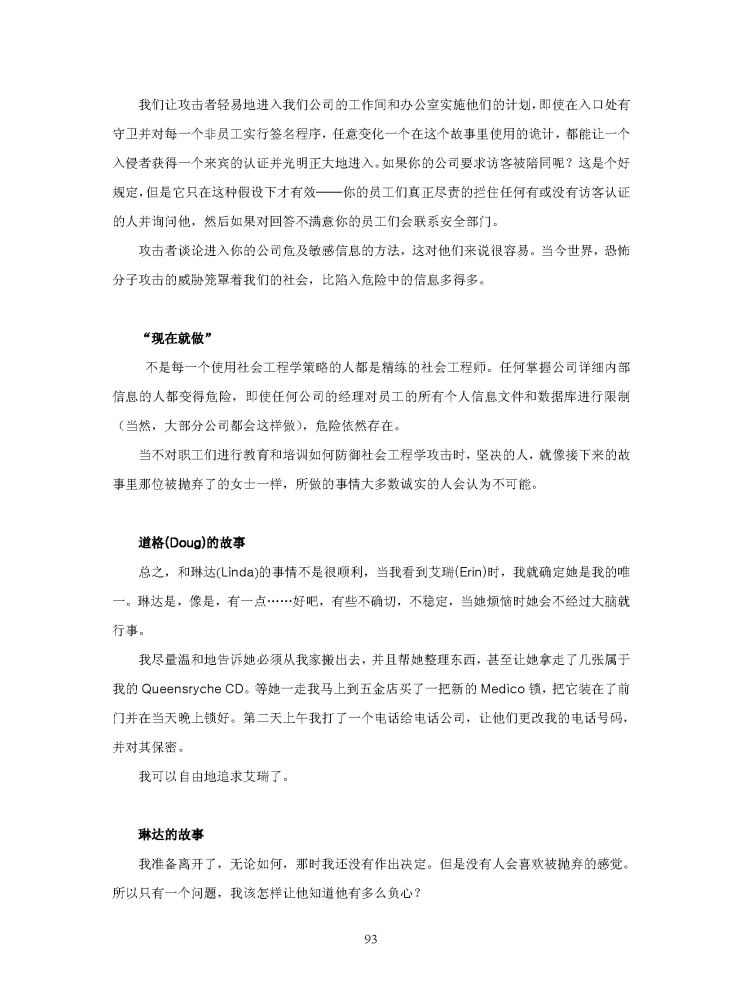 我们让攻击者轻易地进入我们公司的工作间和办公室实施他们的计划，即使在入口处有
守卫并对每一个非员工实行签名程序，任意变化一个在这个故事里使用的诡计，都能让一个
入侵者获得一个来宾的认证并光明正大地进入。如果你的公司要求访客被陪同呢？这是个好
规定，但是它只在这种假设下才有效——你的员工们真正尽责的拦住任何有或没有访客认证
的人并询问他，然后如果对回答不满意你的员工们会联系安全部门。
攻击者谈论进入你的公司危及敏感信息的方法，这对他们来说很容易。当今世界，恐怖
分子攻击的威胁笼罩着我们的社会，比陷入危险中的信息多得多。
“现在就做”
不是每一个使用社会工程学策略的人都是精练的社会工程师。任何掌握公司详细内部
信息的人都变得危险，即使任何公司的经理对员工的所有个人信息文件和数据库进行限制
（当然，大部分公司都会这样做），危险依然存在。
当不对职工们进行教育和培训如何防御社会工程学攻击时，坚决的人，就像接下来的故
事里那位被抛弃了的女士一样，所做的事情大多数诚实的人会认为不可能。
道格(Doug)的故事
总之，和琳达(Linda)的事情不是很顺利，当我看到艾瑞(Erin)时，我就确定她是我的唯
一。琳达是，像是，有一点……好吧，有些不确切，不稳定，当她烦恼时她会不经过大脑就
行事。
我尽量温和地告诉她必须从我家搬出去，并且帮她整理东西，甚至让她拿走了几张属于
我的 Queensryche CD。等她一走我马上到五金店买了一把新的 Medico 锁，把它装在了前
门并在当天晚上锁好。第二天上午我打了一个电话给电话公司，让他们更改我的电话号码，
并对其保密。
我可以自由地追求艾瑞了。
琳达的故事
我准备离开了，无论如何，那时我还没有作出决定。但是没有人会喜欢被抛弃的感觉。
所以只有一个问题，我该怎样让他知道他有多么负心？
93